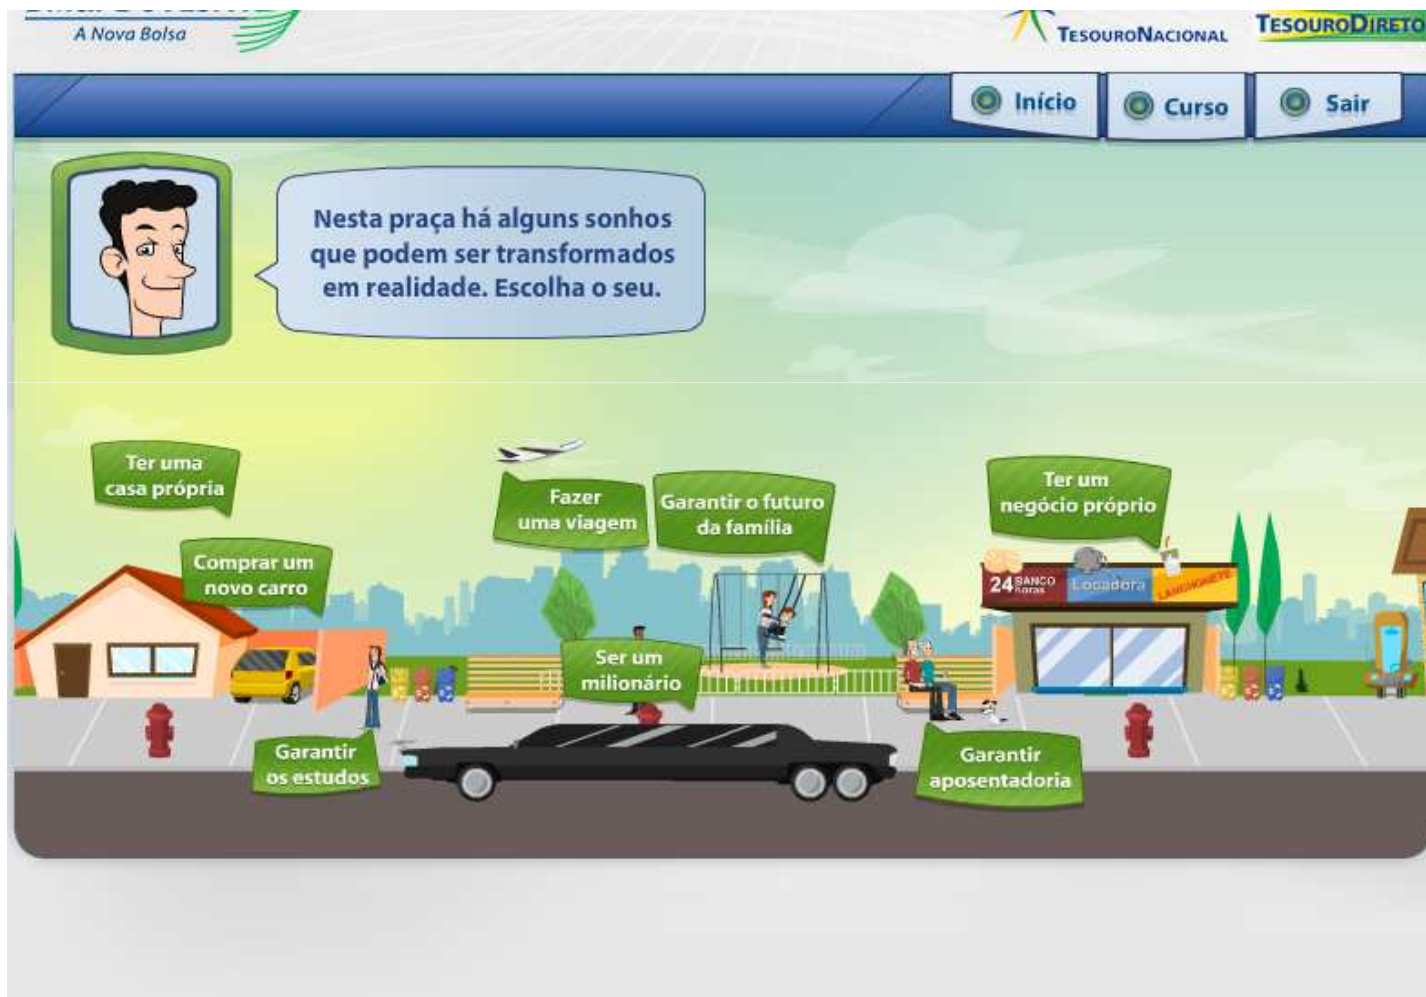 A Nova Bolsa
TESOURONACIONAL
TESOURODIRETO
Início
Curso
Sair
Nesta praça há alguns sonhos
que podem ser transformados
em realidade. Escolha o seu.
Ter uma
casa própria
Fazer
uma viagem
Garantir o futuro
da família
Ter um
negócio próprio
Comprar um
novo carro
24 BANCO
horas
Locadora
LANCHONETE
Ser um
milionário
Garantir
os estudos
Garantir
aposentadoria